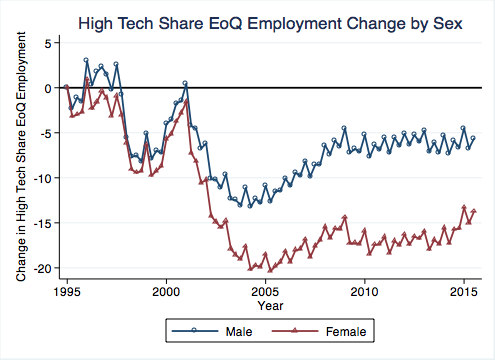 High Tech Share EoQ Employment Change by Sex
Change in High Tech Share EoQ Employment
5
0
-5
-10
-15
-20
1995
2000
2005
2010
2015
Year
Male
Female